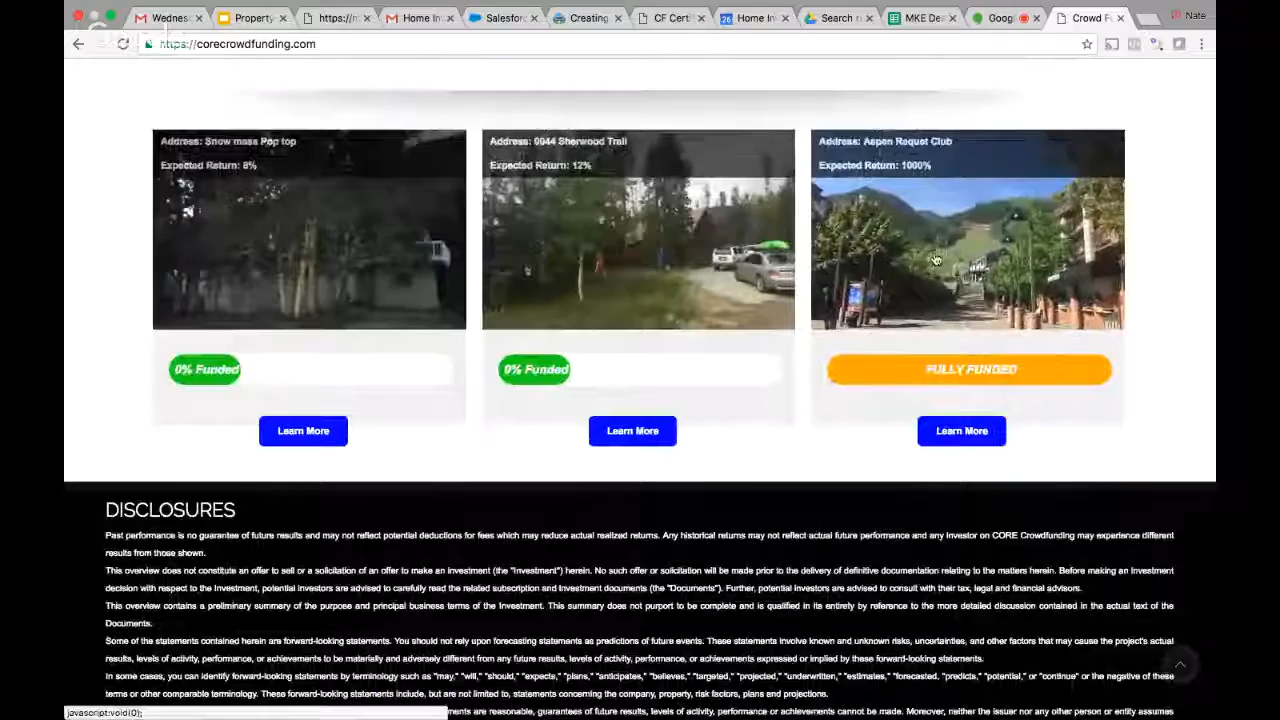 Wednes
Property
https://n
Home In
Salesfor
Creating
CF Certi
Home In
Search r
MKE De
Goog
Crowd F
Nate
https://corecrowdfunding.com
Address: Snow mass Pop top
Expected Return: 8%
Address: 0044 Sherwood Trail
Expected Return: 12%
Address: Aspen Raquet Club
Expected Return: 1000%
0% Funded
0% Funded
FULLY FUNDED
Learn More
Learn More
Learn More
DISCLOSURES
Past performance is no guarantee of future results and may not reflect potential deductions for fees which may reduce actual realized returns. Any historical returns may not reflect actual future performance and any investor on CORE Crowdfunding may experience different
results from those shown.
This overview does not constitute an offer to sell or a solicitation of an offer to make an investment (the "Investment") herein. No such offer or solicitation will be made prior to the delivery of definitive documentation relating to the matters herein. Before making an investment
decision with respect to the Investment, potential investors are advised to carefully read the related subscription and Investment documents (the "Documents"). Further, potential investors are advised to consult with their tax, legal and financial advisors.
This overview contains a preliminary summary of the purpose and principal business terms of the Investment. This summary does not purport to be complete and is qualified in its entirety by reference to the more detailed discussion contained in the actual text of the
Documents.
Some of the statements contained herein are forward-looking statements. You should not rely upon forecasting statements as predictions of future events. These statements involve known and unknown risks, uncertainties, and other factors that may cause the project's actual
results, levels of activity, performance, or achievements to be materially and adversely different from any future results, levels of activity, performance, or achievements expressed or implied by these forward-looking statements.
In some cases, you can identify forward-looking statements by terminology such as "may," "will," "should," "expects," "plans," "anticipates," "believes," "targeted," "projected," "underwritten," "estimates," "forecasted, "predicts," "potential," or "continue" or the negative of these
terms or other comparable terminology. These forward-looking statements include, but are not limited to, statements concerning the company, property, risk factors, plans and projections.
ments are reasonable, guarantees of future results, levels of activity, performance or achievements cannot be made. Moreover, neither the issuer nor any other person or entity assumes
javascript:void(0);